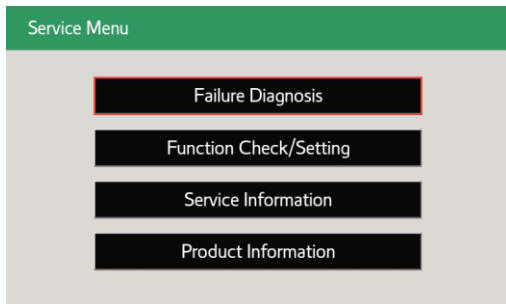 Service Menu
Failure Diagnosis
Function Check/Setting
Service Information
Product Information